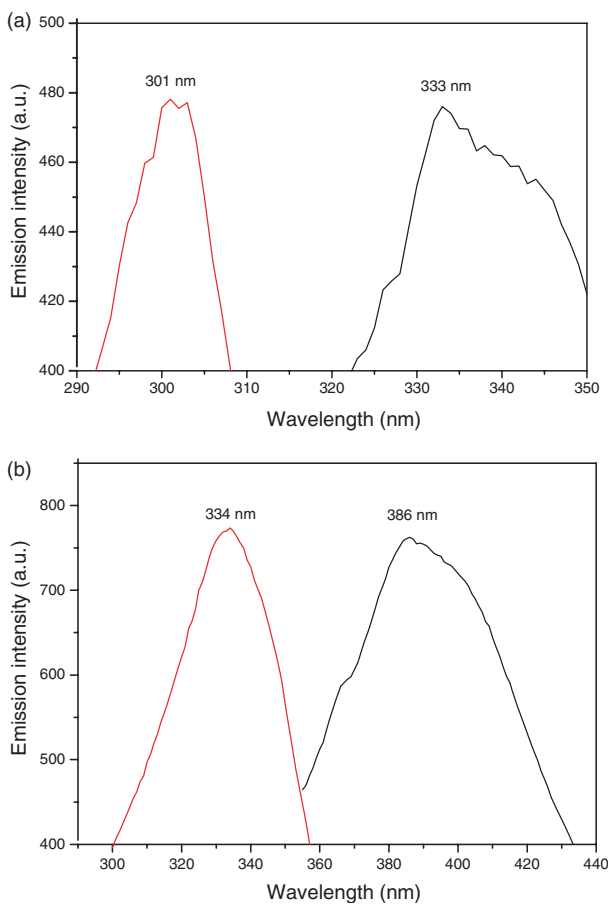 (a)
500
480
460
440
420
400
Emission intensity (a.u.)
301 nm
333 nm
290 300 310 320 330 340 350
Wavelength (nm)
(b)
800
700
600
500
400
Emission intensity (a.u.)
334 nm
386 nm
300 320 340 360 380 400 420 440
Wavelength (nm)